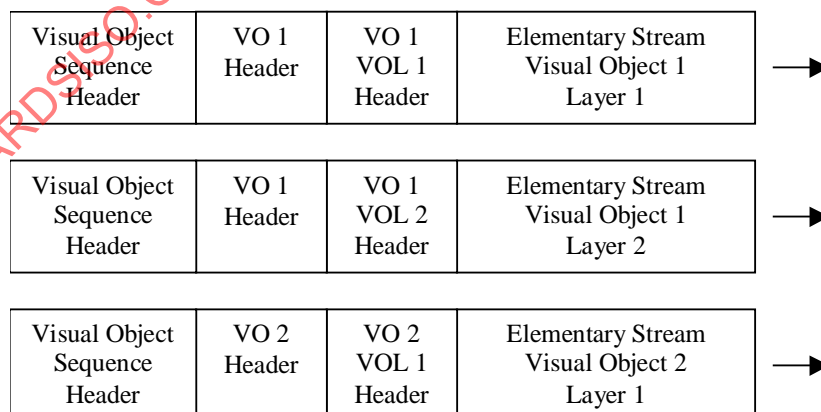 Visual Object
Sequence
Header
VO 1
Header
VO 1
VOL 1
Header
Elementary Stream
Visual Object 1
Layer 1
Visual Object
Sequence
Header
VO 1
Header
VO 1
VOL 2
Header
Elementary Stream
Visual Object 1
Layer 2
Visual Object
Sequence
Header
VO 2
Header
VO 2
VOL 1
Header
Elementary Stream
Visual Object 2
Layer 1